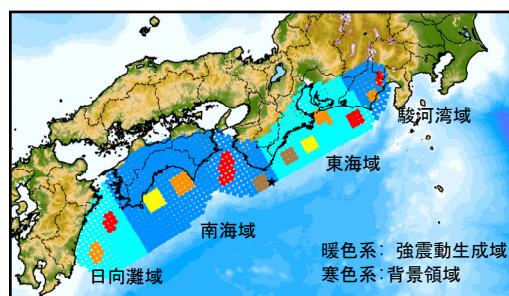 駿河湾域
東海域
南海域
日向灘域
暖色系: 強震動生成域
寒色系:背景領域